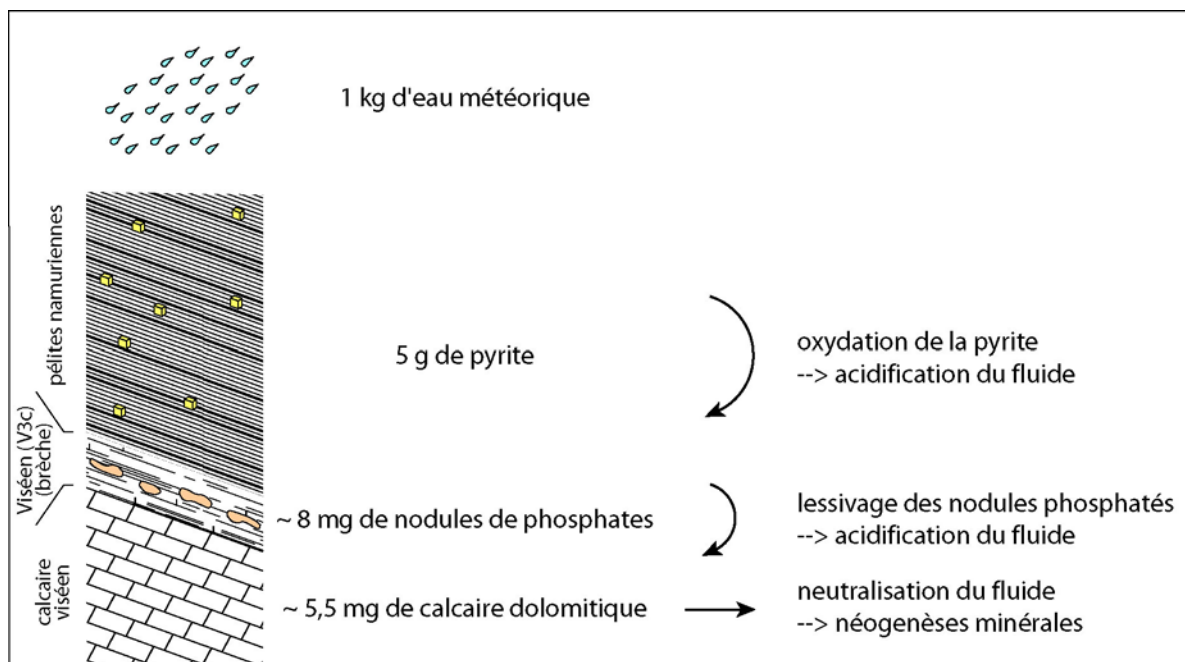 1 kg d'eau météorique
pélites namuriennes
5 g de pyrite
oxydation de la pyrite
--> acidification du fluide
Viséen (V3c)
(brèche)
~ 8 mg de nodules de phosphates
lessivage des nodules phosphatés
--> acidification du fluide
calcaire
viséen
~ 5,5 mg de calcaire dolomitique
neutralisation du fluide
--> néogenèses minérales